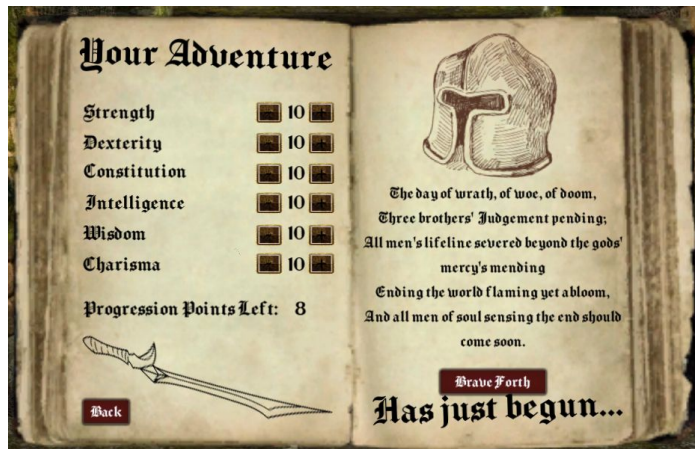 Your Adventure
Strength 10
Dexterity 10
Constitution 10
Intelligence 10
Wisdom 10
Charisma 10
Progression Points Left: 8
Back
The day of wrath, of woe, of doom,
Three brothers' Judgement pending;
All men's lifeline severed beyond the gods'
mercy's mending
Ending the world flaming yet abloom,
And all men of soul sensing the end should
come soon.
Brave Forth
Has just begun...